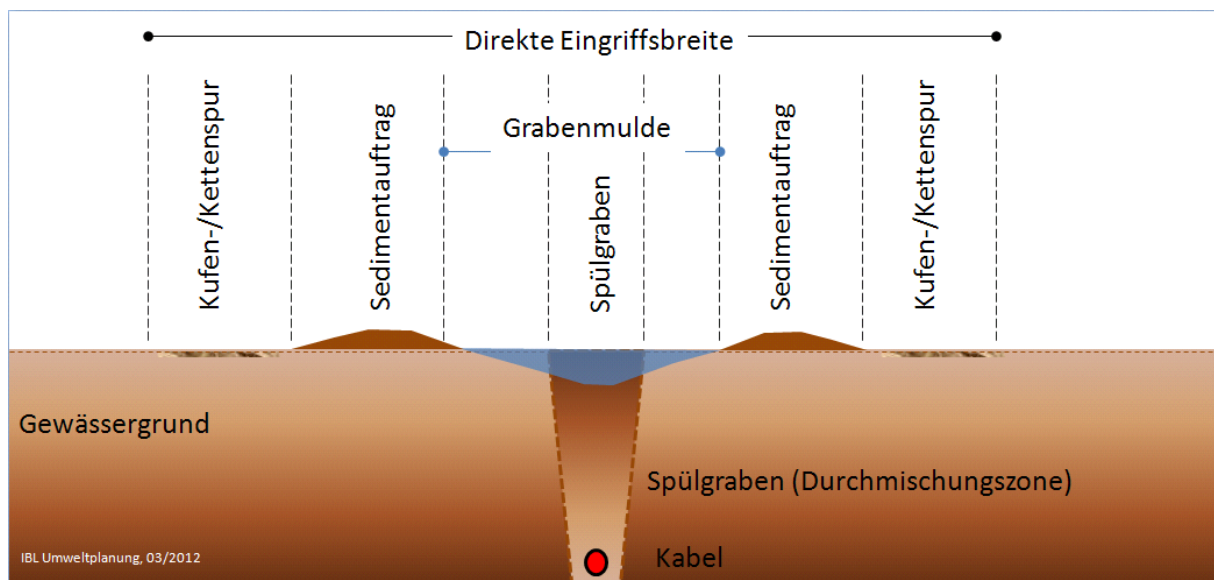 Direkte Eingriffsbreite
Kufen-/Kettenspur
Sedimentauftrag
Grabenmulde
Spülgraben
Sedimentauftrag
Kufen-/Kettenspur
Gewässergrund
Spülgraben (Durchmischungszone)
Kabel
IBL Umweltplanung, 03/2012